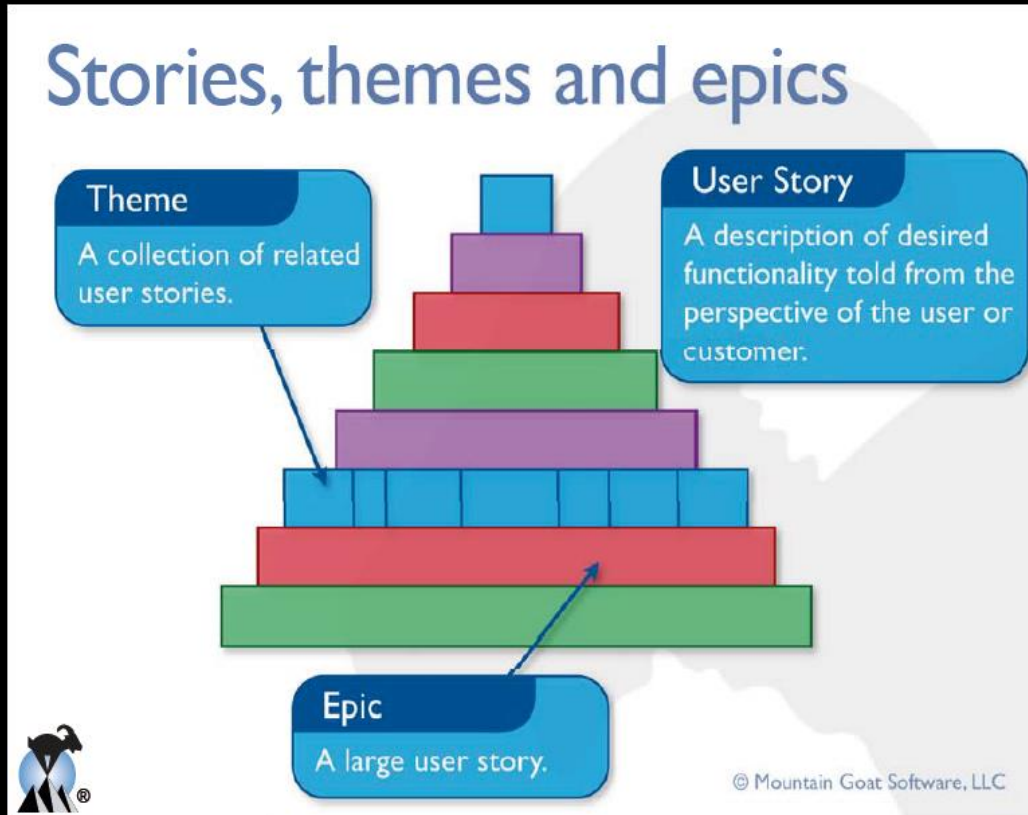 Stories, themes and epics
Theme
A collection of related
user stories.
User Story
A description of desired
functionality told from the
perspective of the user or
customer.
Epic
A large user story.
®
© Mountain Goat Software, LLC